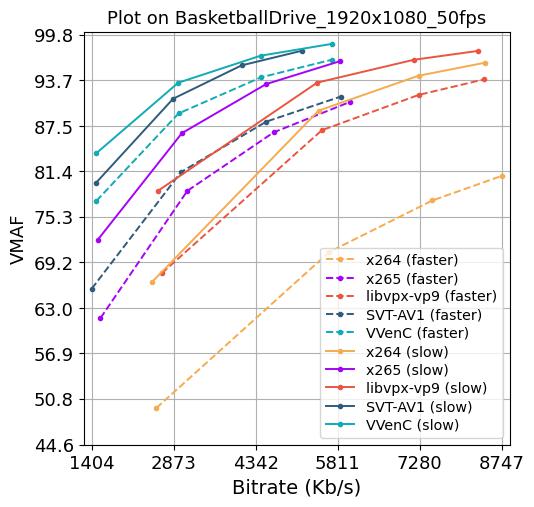 Plot on BasketballDrive_1920x1080_50fps
99.8
93.7
87.5
81.4
75.3
69.2
63.0
56.9
50.8
44.6
VMAF
x264 (faster)
x265 (faster)
libvpx-vp9 (faster)
SVT-AV1 (faster)
VVenC (faster)
x264 (slow)
x265 (slow)
libvpx-vp9 (slow)
SVT-AV1 (slow)
VVenC (slow)
1404 2873 4342 5811 7280 8747
Bitrate (Kb/s)